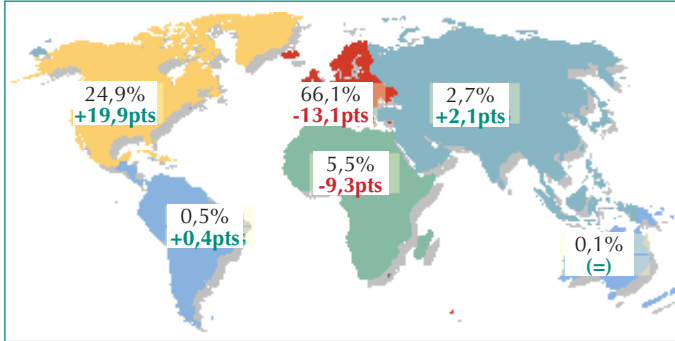 24,9%
+19,9pts
66,1%
-13,1pts
2,7%
+2,1pts
5,5%
-9,3pts
0,5%
+0,4pts
0,1%
(=)